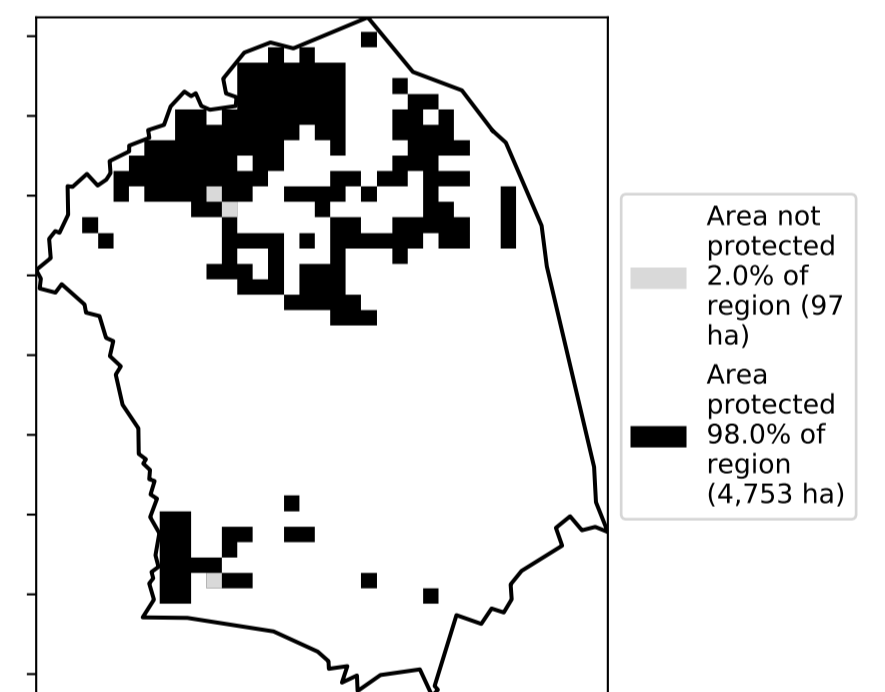 Area not
protected
2.0% of
region (97
ha)
Area
protected
98.0% of
region
(4,753 ha)